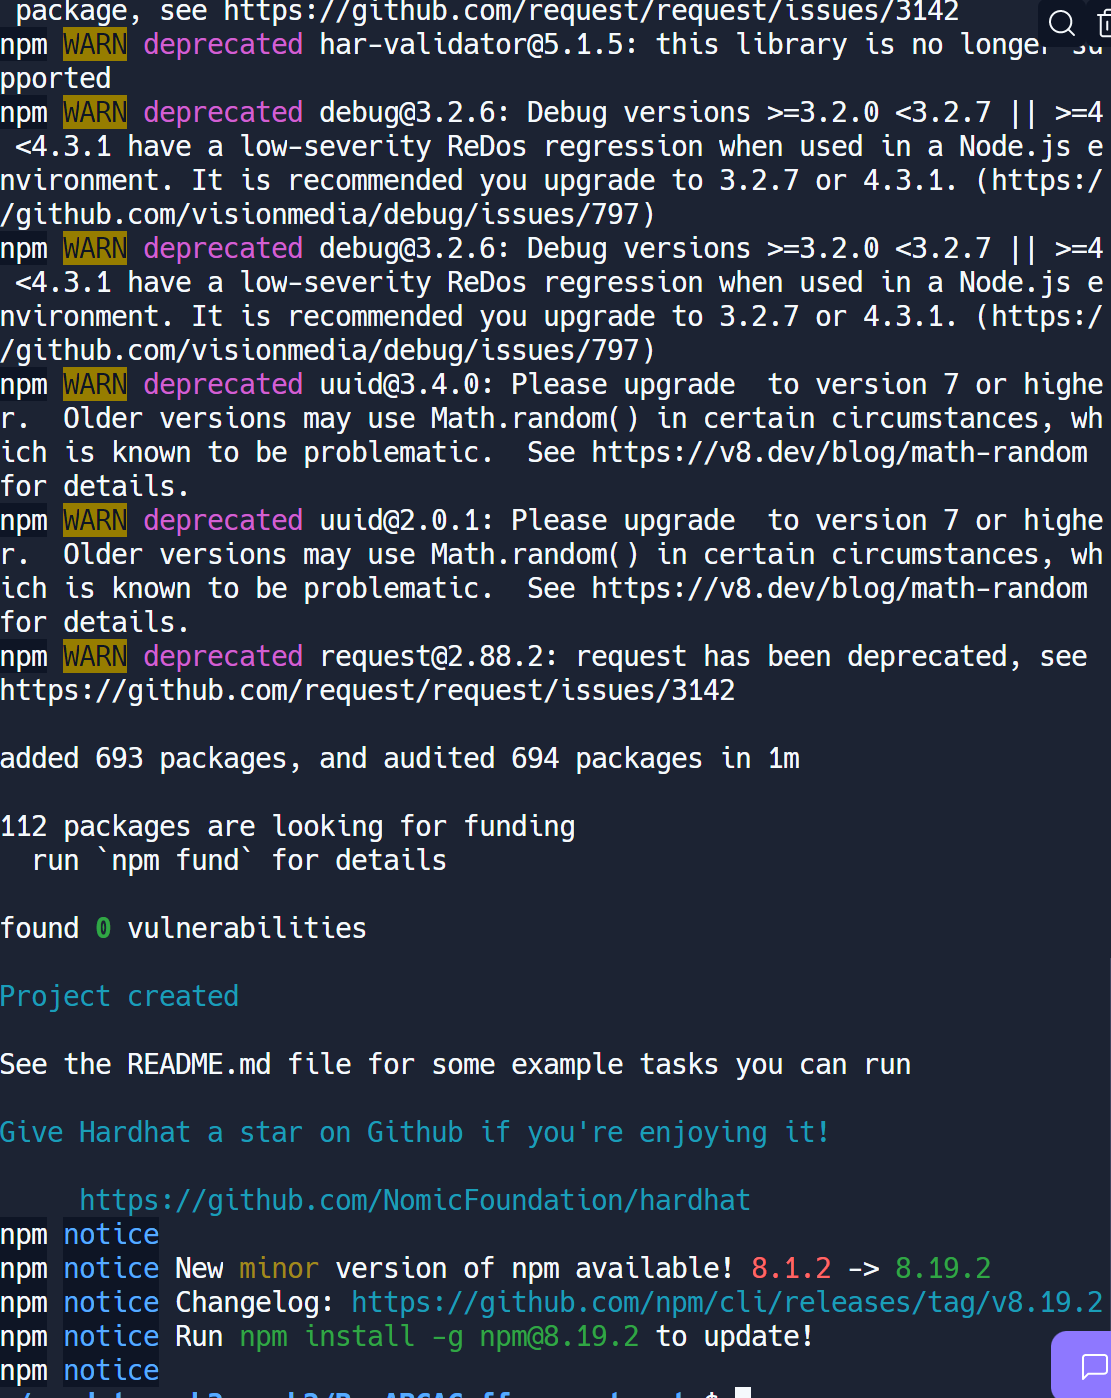 package, see https://github.com/request/request/issues/3142
npm WARN deprecated har-validator@5.1.5: this library is no longer su
pported
npm WARN deprecated debug@3.2.6: Debug versions >=3.2.0 <3.2.7 || >=4
 <4.3.1 have a low-severity ReDos regression when used in a Node.js e
nvironment. It is recommended you upgrade to 3.2.7 or 4.3.1. (https:/
/github.com/visionmedia/debug/issues/797)
npm WARN deprecated debug@3.2.6: Debug versions >=3.2.0 <3.2.7 || >=4
 <4.3.1 have a low-severity ReDos regression when used in a Node.js e
nvironment. It is recommended you upgrade to 3.2.7 or 4.3.1. (https:/
/github.com/visionmedia/debug/issues/797)
npm WARN deprecated uuid@3.4.0: Please upgrade  to version 7 or highe
r.  Older versions may use Math.random() in certain circumstances, wh
ich is known to be problematic.  See https://v8.dev/blog/math-random
for details.
npm WARN deprecated uuid@2.0.1: Please upgrade  to version 7 or highe
r.  Older versions may use Math.random() in certain circumstances, wh
ich is known to be problematic.  See https://v8.dev/blog/math-random
for details.
npm WARN deprecated request@2.88.2: request has been deprecated, see
https://github.com/request/request/issues/3142
added 693 packages, and audited 694 packages in 1m
112 packages are looking for funding
  run `npm fund` for details
found 0 vulnerabilities
Project created
See the README.md file for some example tasks you can run
Give Hardhat a star on Github if you're enjoying it!
     https://github.com/NomicFoundation/hardhat
npm notice
npm notice New minor version of npm available! 8.1.2 -> 8.19.2
npm notice Changelog: https://github.com/npm/cli/releases/tag/v8.19.2
npm notice Run npm install -g npm@8.19.2 to update!
npm notice